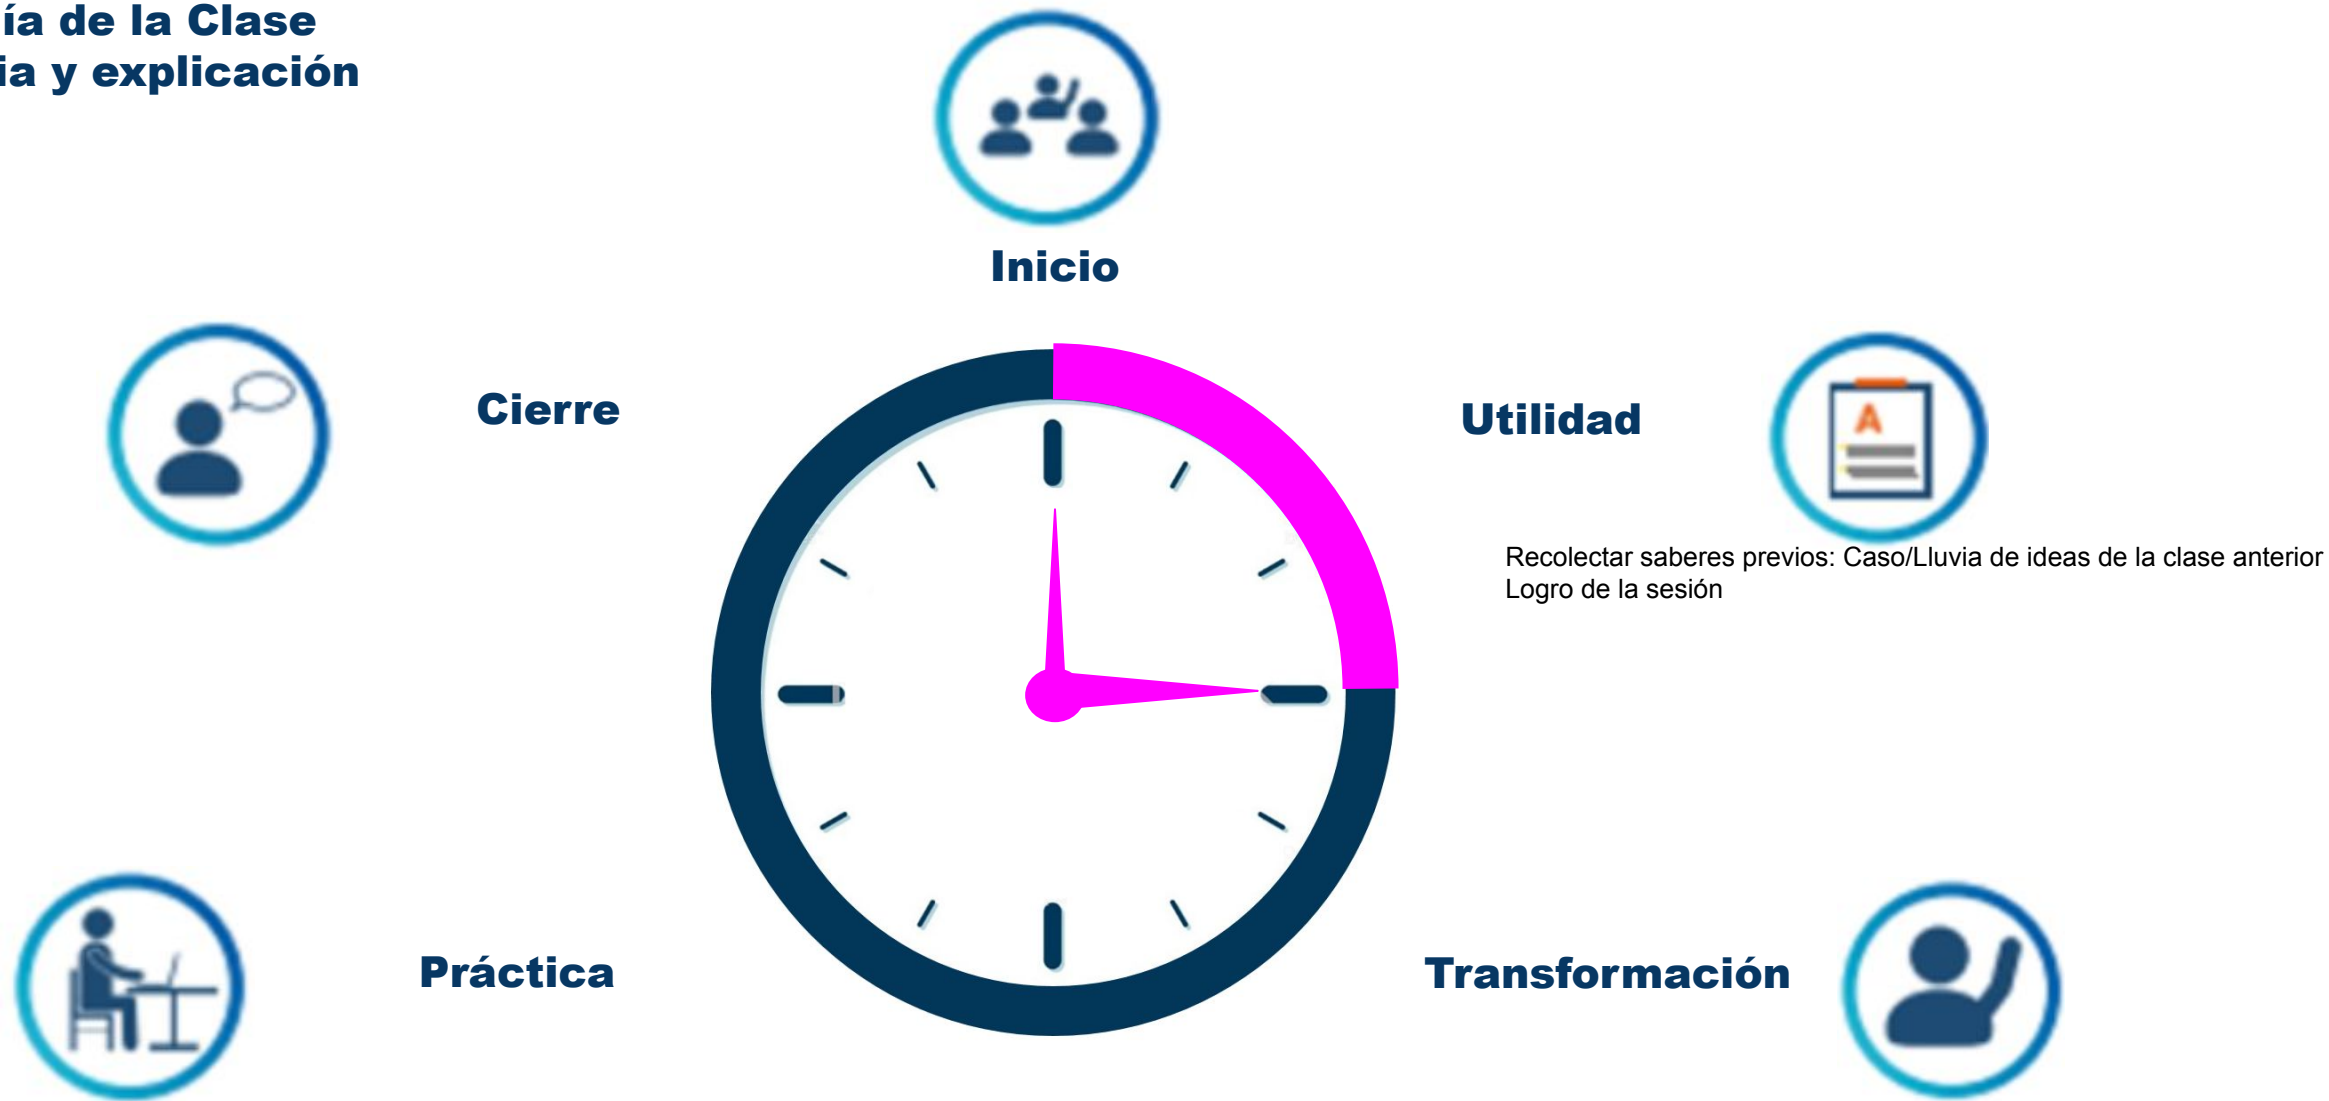 ía de la Clase
ia y explicación
Inicio
Cierre
Utilidad
A
Recolectar saberes previos: Caso/Lluvia de ideas de la clase anterior
Logro de la sesión
Práctica
Transformación